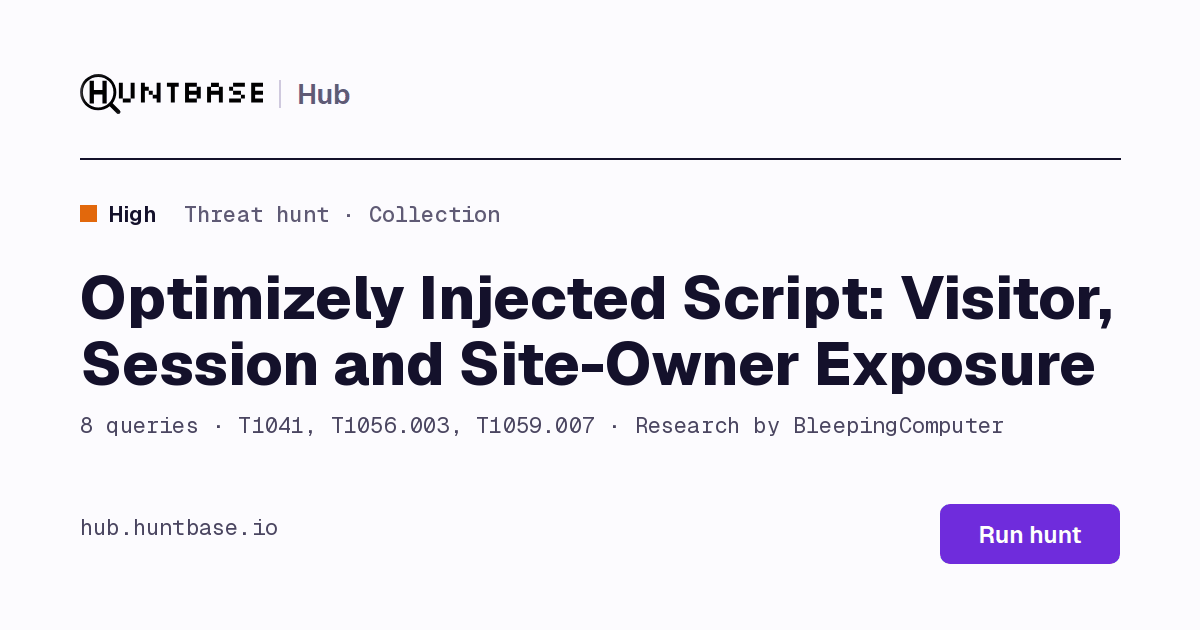 HUNTBASE | Hub
High Threat hunt · Collection
Optimizely Injected Script: Visitor,
Session and Site-Owner Exposure
8 queries · T1041, T1056.003, T1059.007 · Research by BleepingComputer
hub.huntbase.io
Run hunt